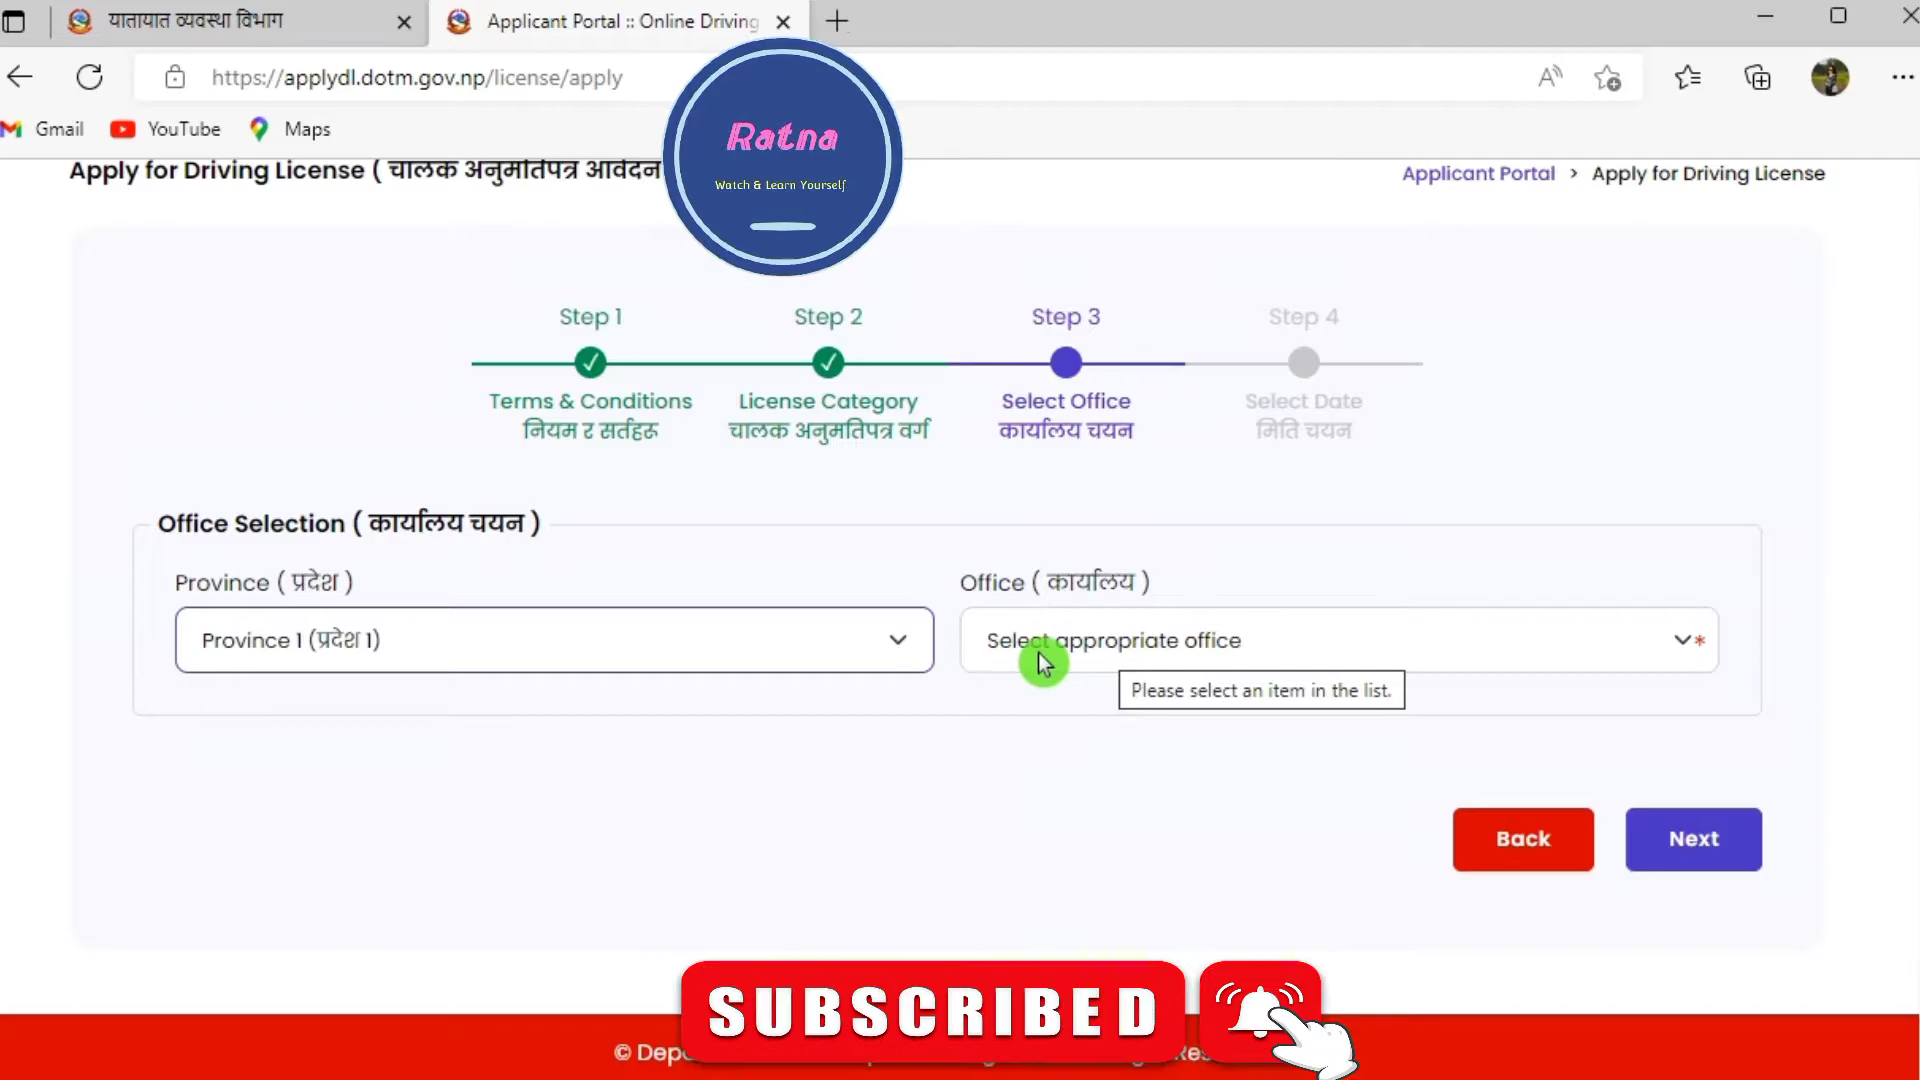 यातायात व्यवस्था विभाग
Applicant Portal :: Online Driving
https://applydl.dotm.gov.np/license/apply
Gmail
YouTube
Maps
Ratna
Watch & Learn Yourself
Apply for Driving License ( चालक अनुमतिपत्र आवेदन
Applicant Portal > Apply for Driving License
Step 1
Step 2
Step 3
Step 4
Terms & Conditions
नियम र सर्तहरू
License Category
चालक अनुमतिपत्र वर्ग
Select Office
कार्यालय चयन
Select Date
मिति चयन
Office Selection ( कार्यालय चयन )
Province ( प्रदेश )
Office ( कार्यालय )
Province 1 (प्रदेश 1)
Select appropriate office
*
Please select an item in the list.
Back
Next
SUBSCRIBED
©